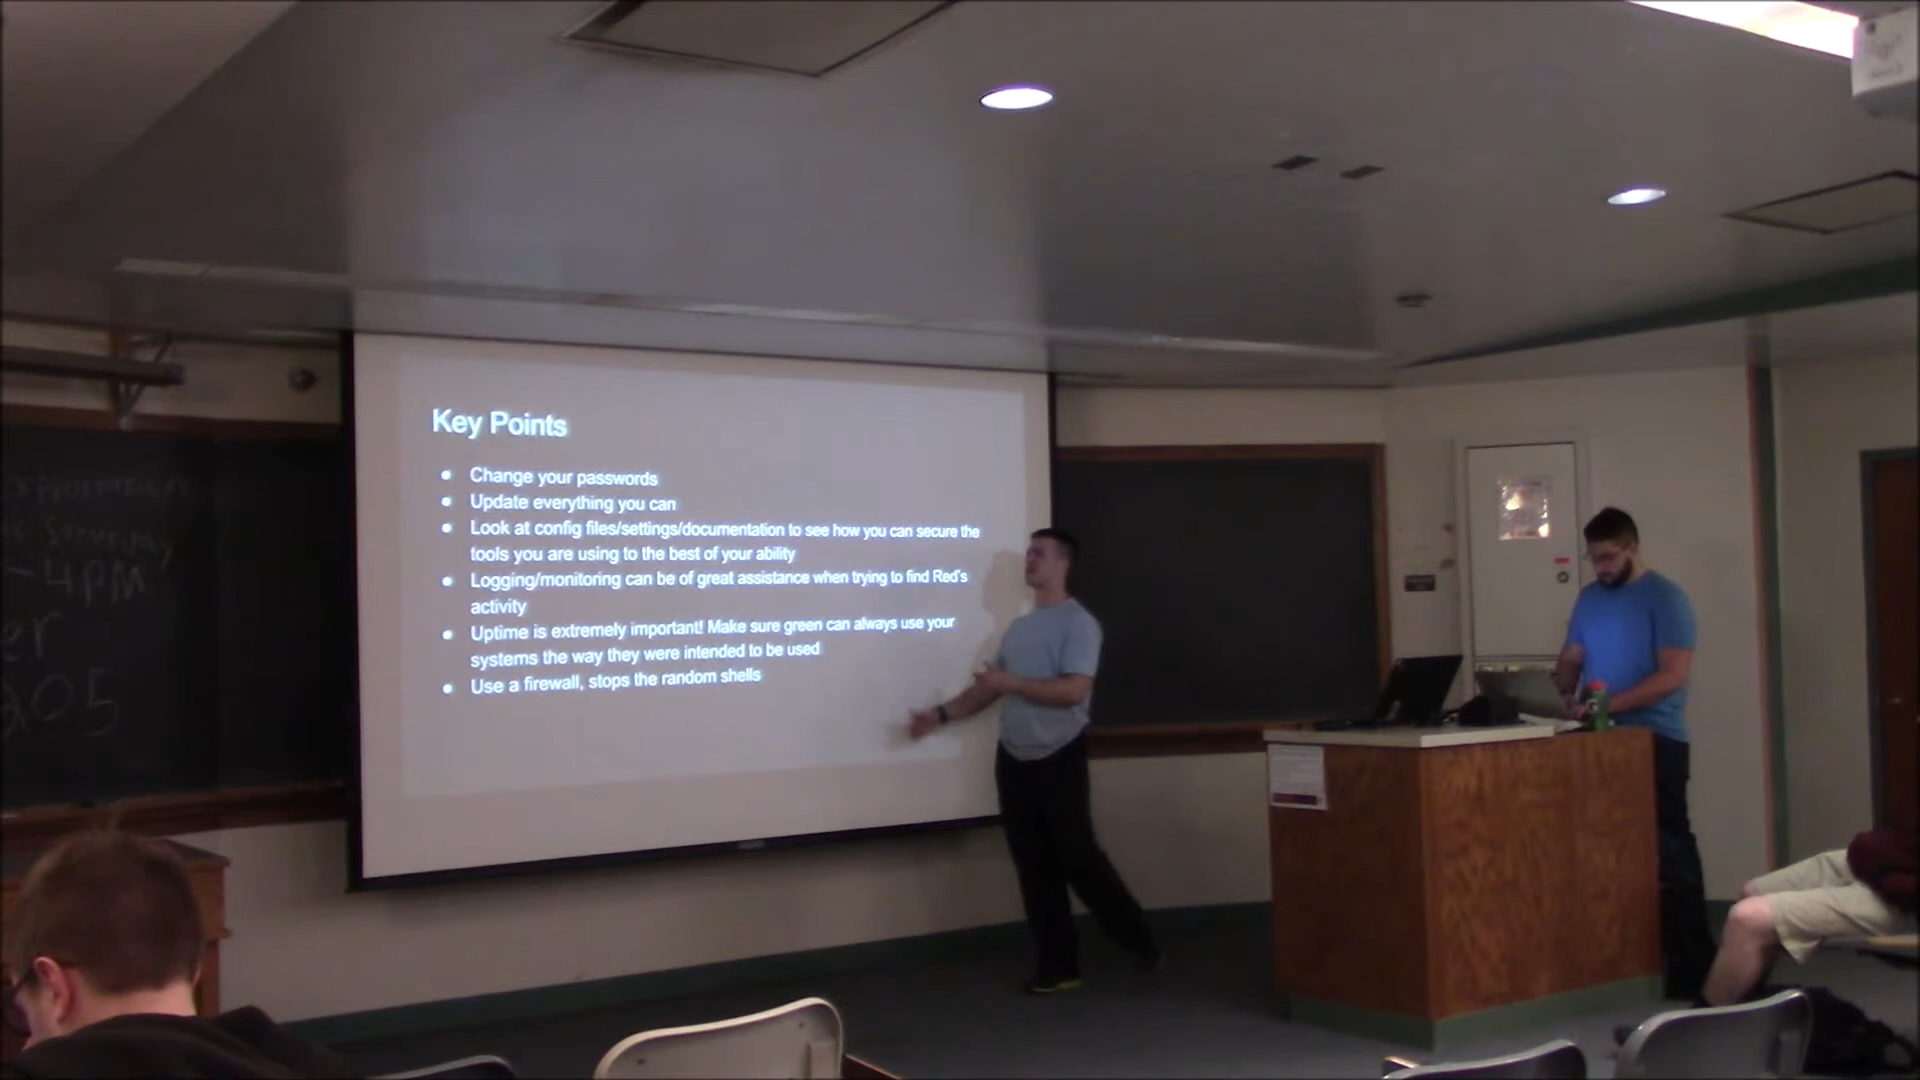 Key Points
Change your passwords
Update everything you can
Look at config files/settings/documentation to see how you can secure the
tools you are using to the best of your ability
Logging/monitoring can be of great assistance when trying to find Red's
activity
Uptime is extremely important! Make sure green can always use your
systems the way they were intended to be used
Use a firewall, stops the random shells
- 4PM
205